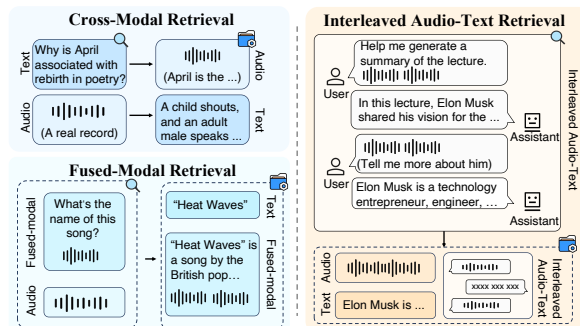 Cross-Modal Retrieval
Text
Why is April
associated with
rebirth in poetry?
(April is the ...)
Audio
Audio
(A real record)
A child shouts,
and an adult
male speaks ...
Text
Fused-Modal Retrieval
Fused-modal
What's the
name of this
song?
Audio
"Heat Waves"
Text
"Heat Waves" is
a song by the
British pop...
Fused-modal
Interleaved Audio-Text Retrieval
Help me generate a
summary of the lecture.
User
In this lecture, Elon Musk
shared his vision for the ...
Assistant
(Tell me more about him)
User
Elon Musk is a technology
entrepreneur, engineer, ...
Assistant
Interleaved Audio-Text
Audio
Text
Elon Musk is ...
xxxx xxx xxx
Interleaved
Audio-Text